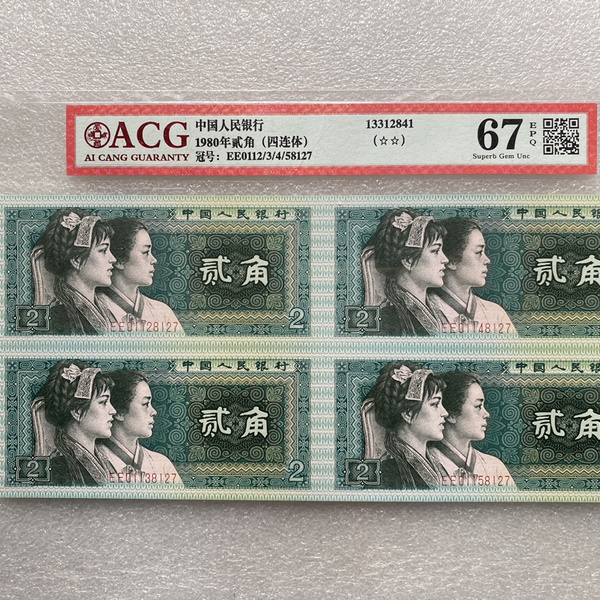 ACG
AI CANG GUARANTY
中国人民银行
1980年贰角（四连体）
冠号：EE0112/3/4/58127
13312841
（☆☆）
67
EPQ
Superb Gem Unc
中国人民银行
贰角
2
EE01128127
2
中国人民银行
贰角
2
EE01148127
中国人民银行
贰角
2
EE01138127
2
中国人民银行
贰角
2
EE01158127